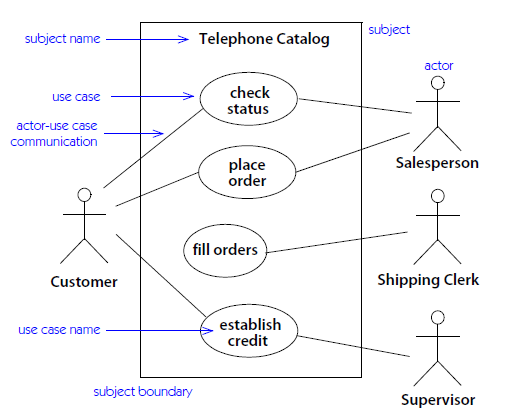 subject name
Telephone Catalog
subject
actor
use case
check
status
actor-use case
communication
Salesperson
place
order
Customer
fill orders
Shipping Clerk
use case name
establish
credit
subject boundary
Supervisor